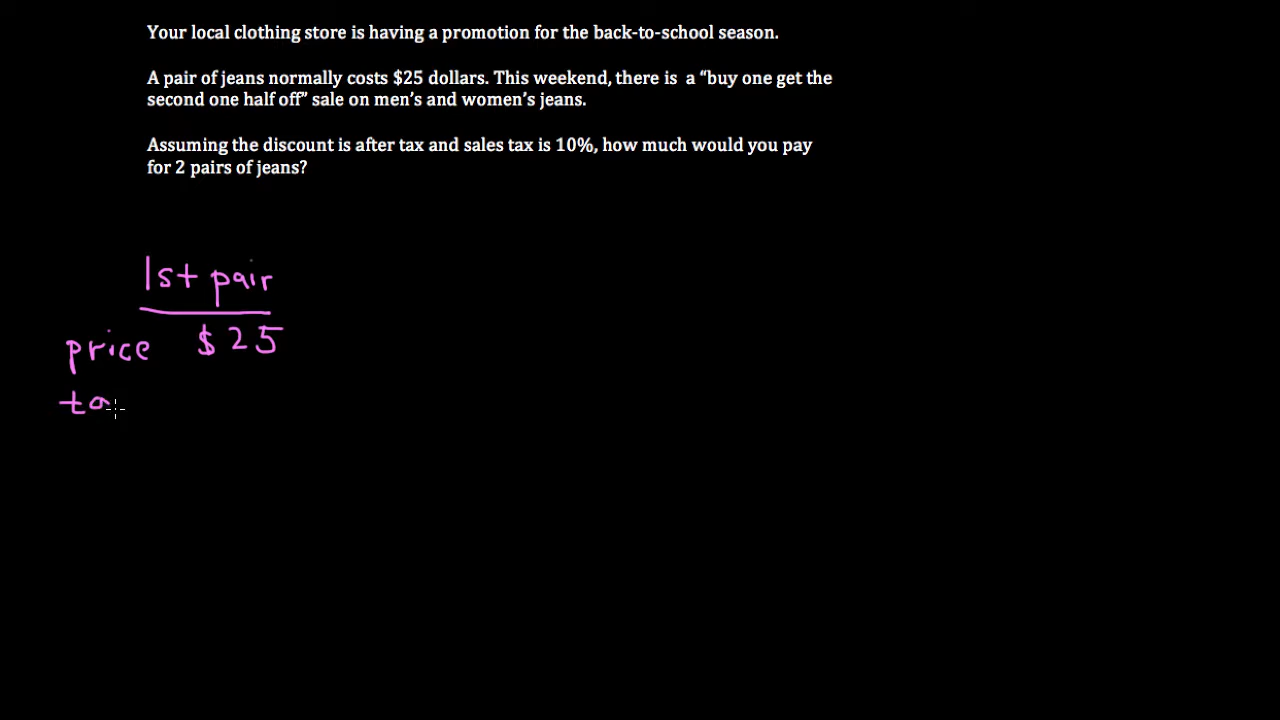 Your local clothing store is having a promotion for the back-to-school season.
A pair of jeans normally costs $25 dollars. This weekend, there is a “buy one get the
second one half off” sale on men’s and women’s jeans.
Assuming the discount is after tax and sales tax is 10%, how much would you pay
for 2 pairs of jeans?
1st pair
price $25
ta